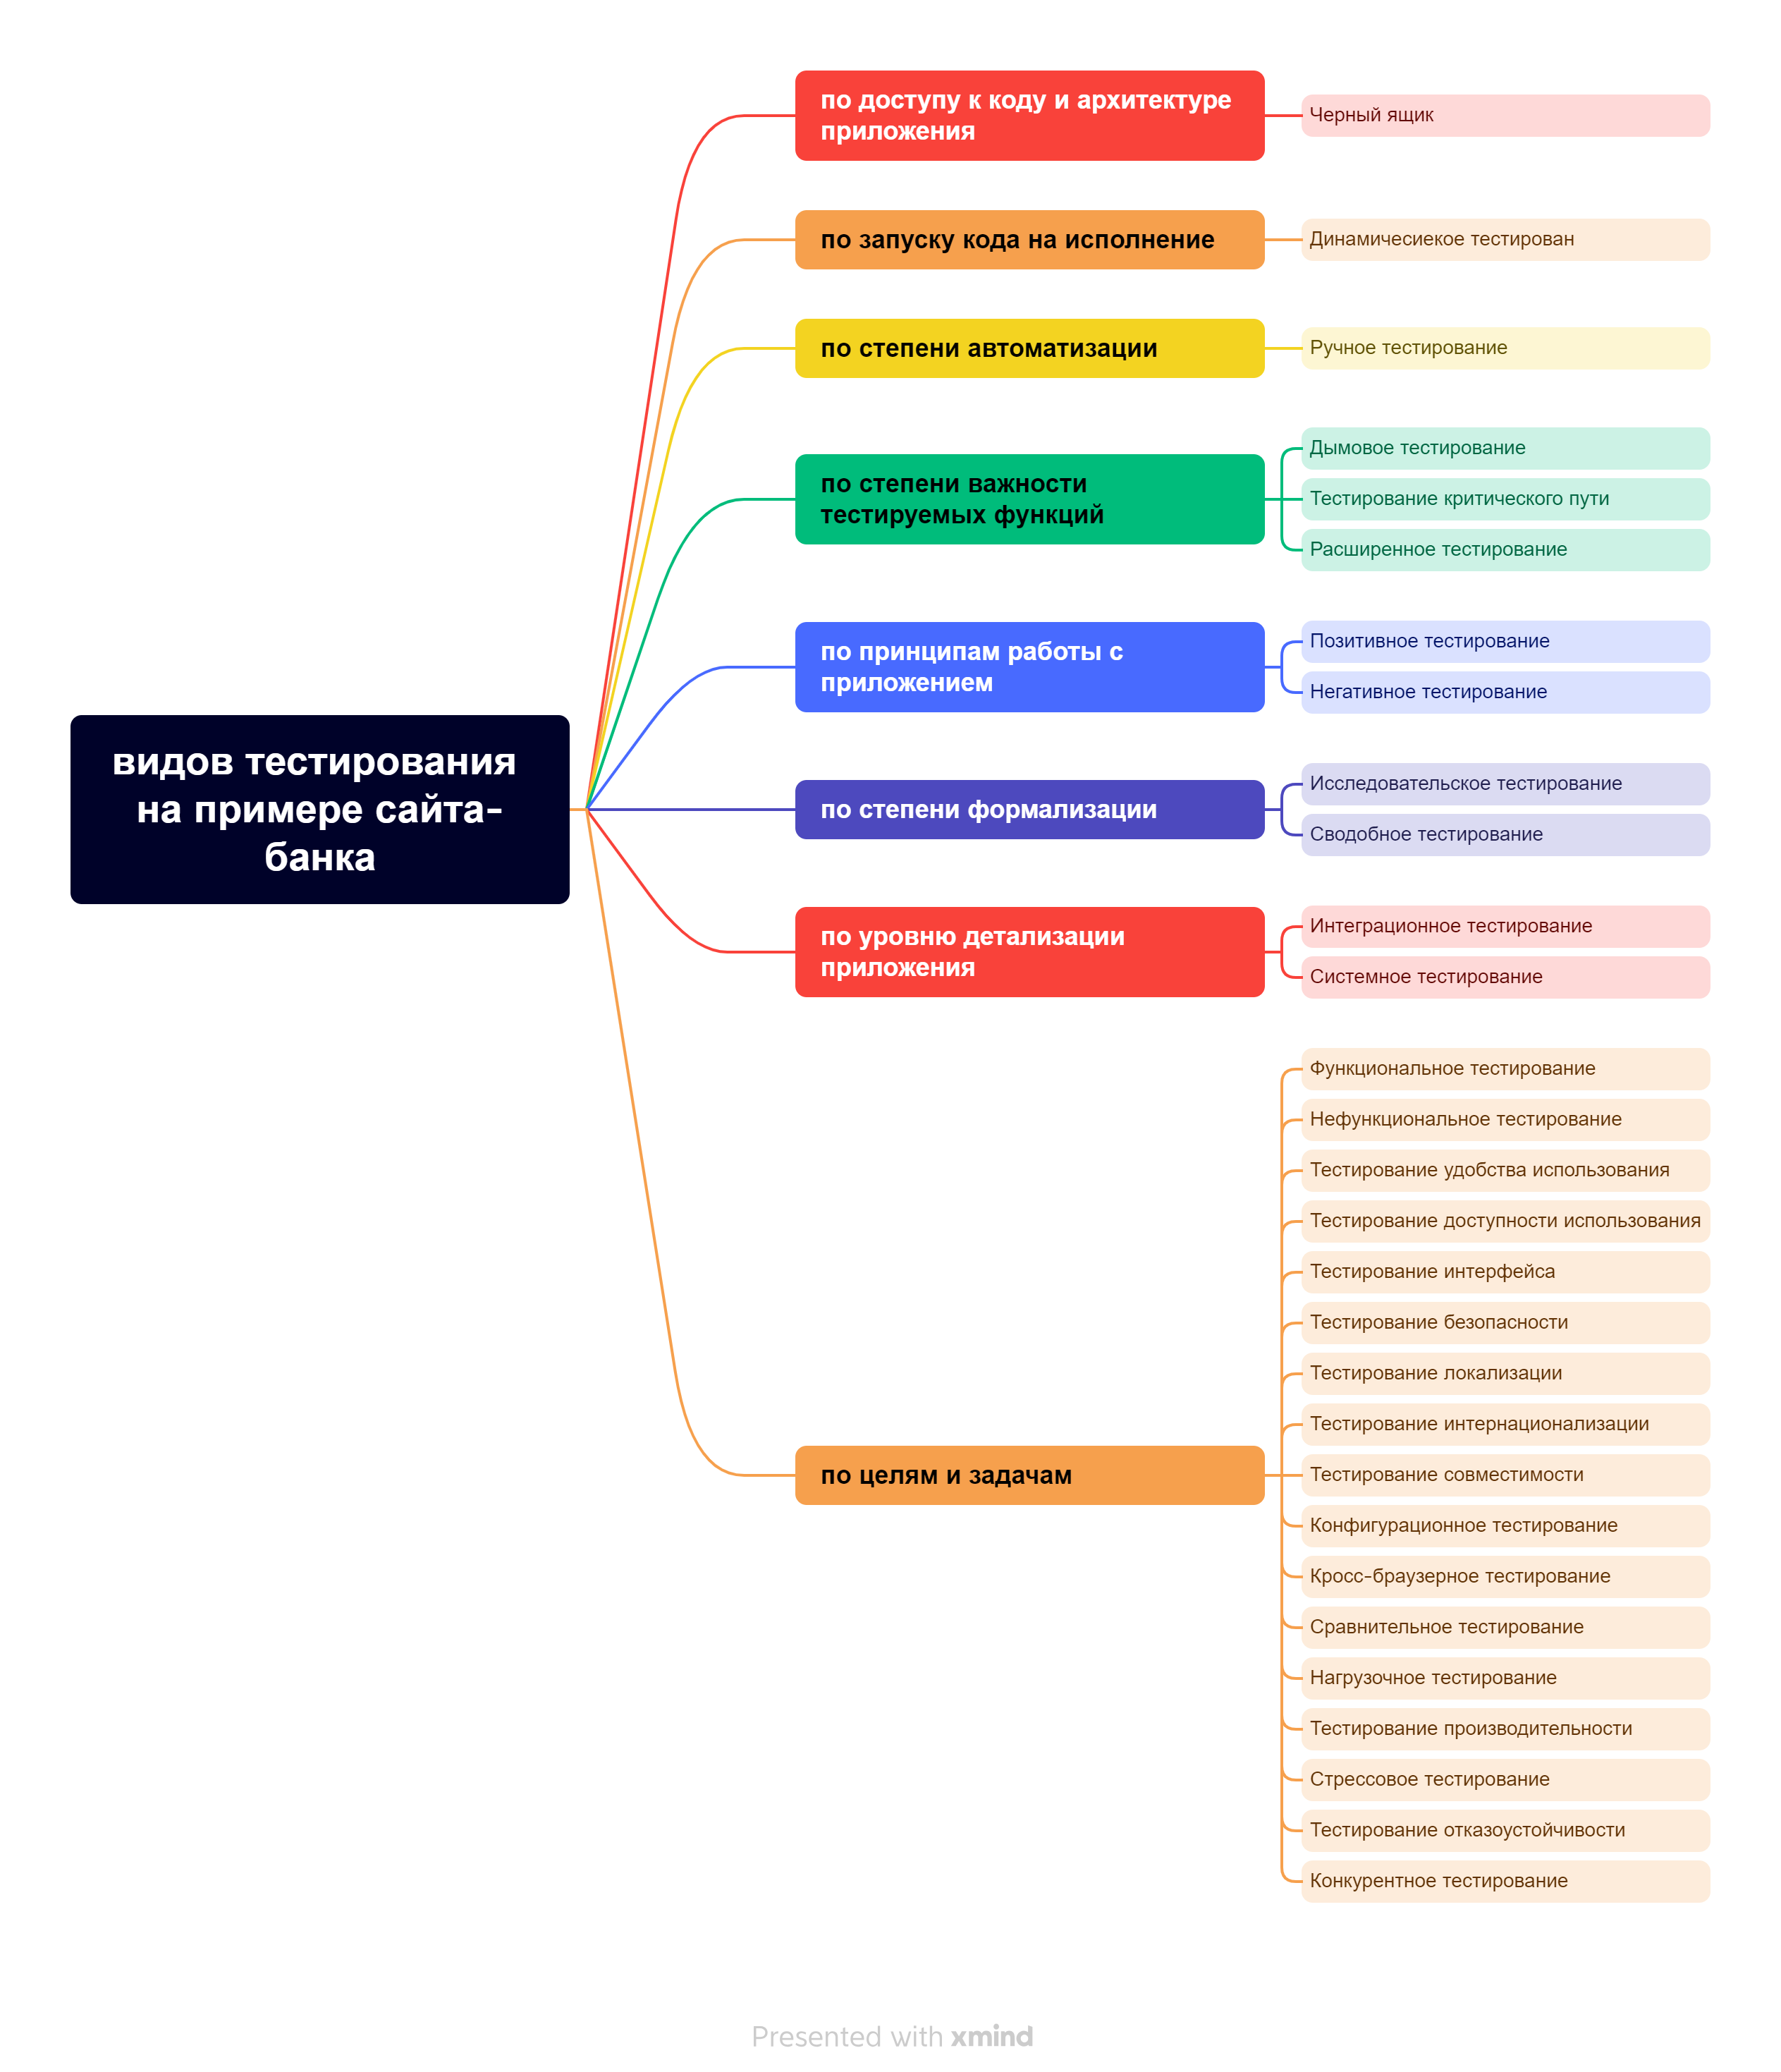 по доступу к коду и архитектуре
приложения
Черный ящик
по запуску кода на исполнение
Динамичесиекое тестирован
по степени автоматизации
Ручное тестирование
по степени важности
тестируемых функций
Дымовое тестирование
Тестирование критического пути
Расширенное тестирование
по принципам работы с
приложением
Позитивное тестирование
Негативное тестирование
видов тестирования
на примере сайта-
банка
по степени формализации
Исследовательское тестирование
Сводобное тестирование
по уровню детализации
приложения
Интеграционное тестирование
Системное тестирование
по целям и задачам
Функциональное тестирование
Нефункциональное тестирование
Тестирование удобства использования
Тестирование доступности использования
Тестирование интерфейса
Тестирование безопасности
Тестирование локализации
Тестирование интернационализации
Тестирование совместимости
Конфигурационное тестирование
Кросс-браузерное тестирование
Сравнительное тестирование
Нагрузочное тестирование
Тестирование производительности
Стрессовое тестирование
Тестирование отказоустойчивости
Конкурентное тестирование
Presented with xmind